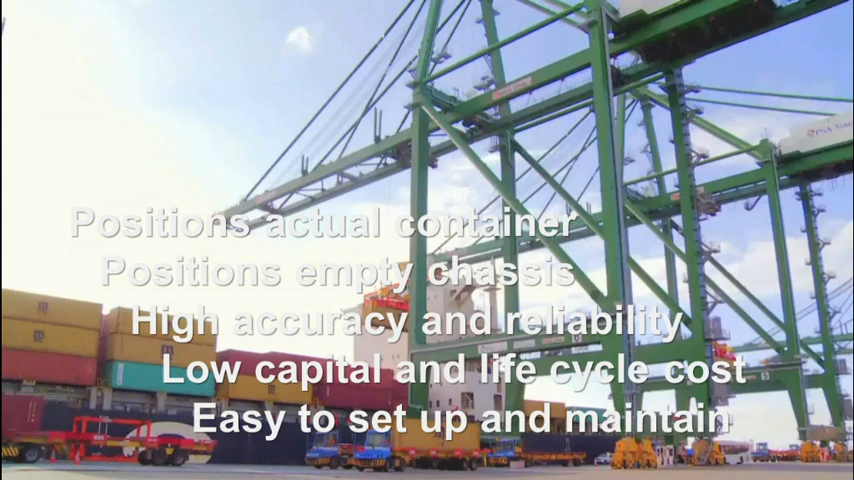 Positions actual container
Positions empty chassis
High accuracy and reliability
Low capital and life cycle cost
Easy to set up and maintain